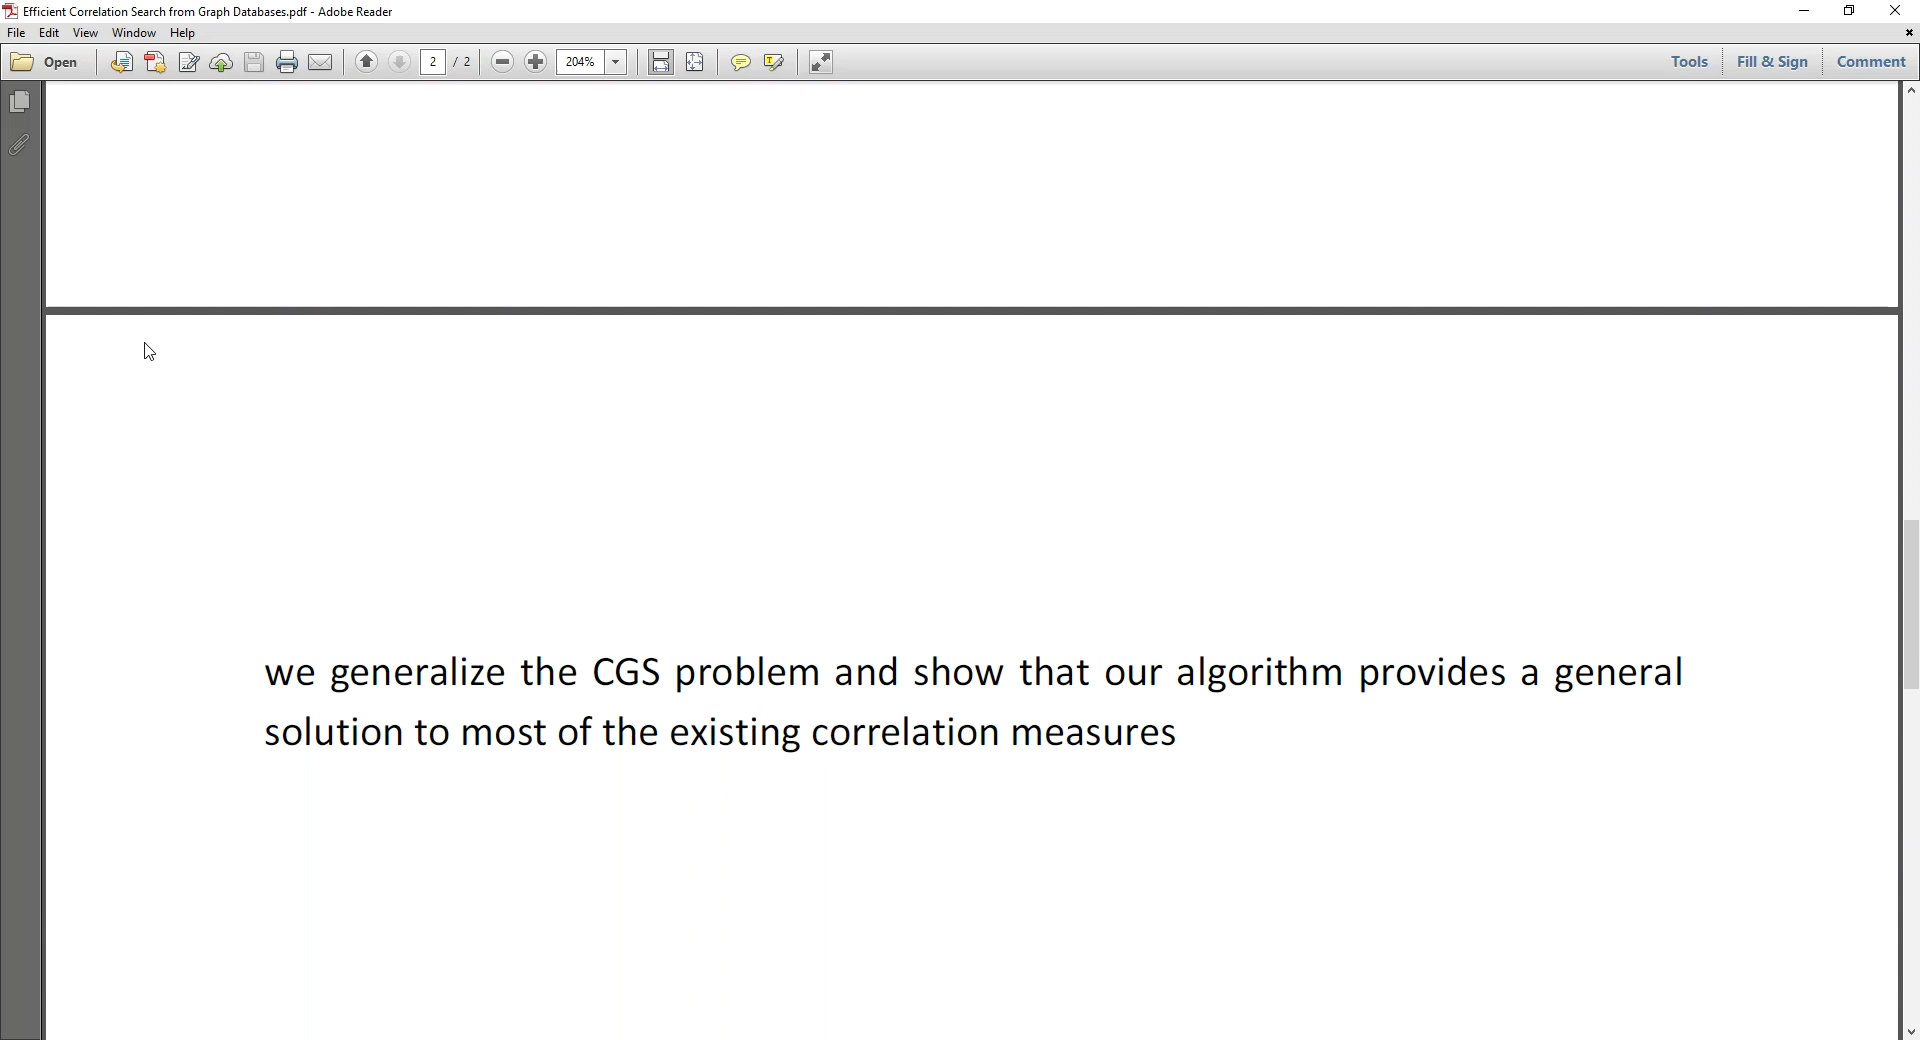 Efficient Correlation Search from Graph Databases.pdf - Adobe Reader
File Edit View Window Help
Open 2 / 2 204% Tools Fill & Sign Comment
we generalize the CGS problem and show that our algorithm provides a general
solution to most of the existing correlation measures